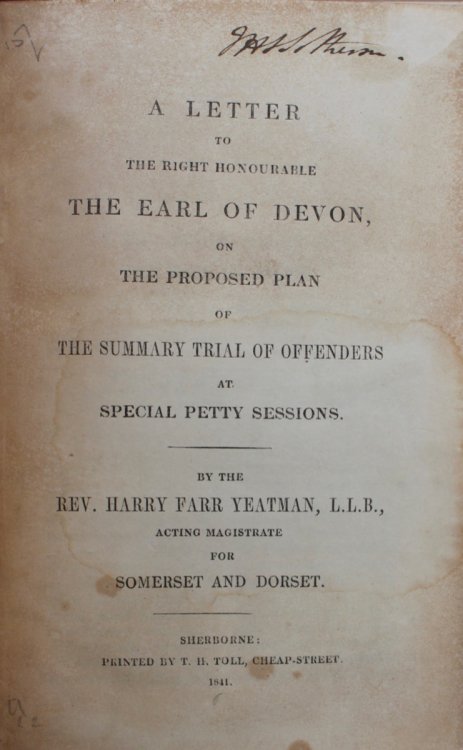 A LETTER
TO
THE RIGHT HONOURABLE
THE EARL OF DEVON,
ON
THE PROPOSED PLAN
OF
THE SUMMARY TRIAL OF OFFENDERS
AT
SPECIAL PETTY SESSIONS.
BY THE
REV. HARRY FARR YEATMAN, L.L.B.,
ACTING MAGISTRATE
FOR
SOMERSET AND DORSET.
SHERBORNE:
PRINTED BY T. H. TOLL, CHEAP-STREET.
1841.